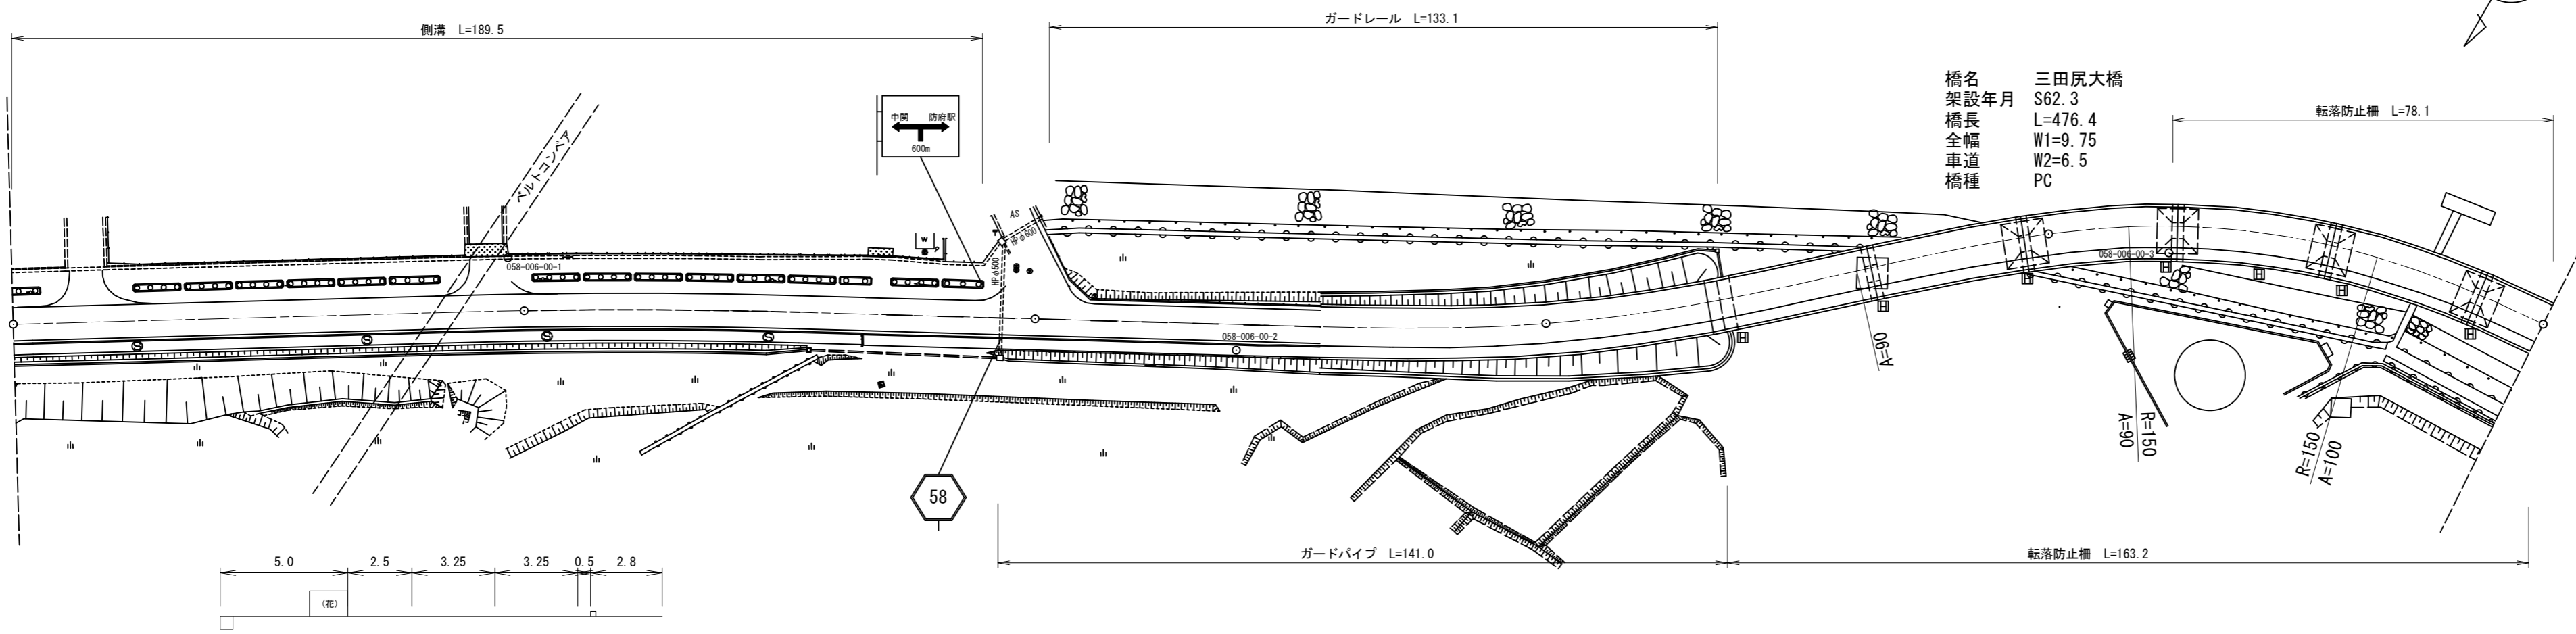 側溝 L=189.5
ガードレール L=133.1
橋名 三田尻大橋
架設年月 S62.3
橋長 L=476.4
全幅 W1=9.75
車道 W2=6.5
橋種 PC
転落防止柵 L=78.1
中関 防府駅
600m
ベルトコンベア
W
AS
HPφ600
HPφ500
058-006-00-1
058-006-00-2
058-006-00-3
A=90
R=150
A=90
R=150
A=100
58
ガードパイプ L=141.0
転落防止柵 L=163.2
5.0 2.5 3.25 3.25 0.5 2.8
(花)